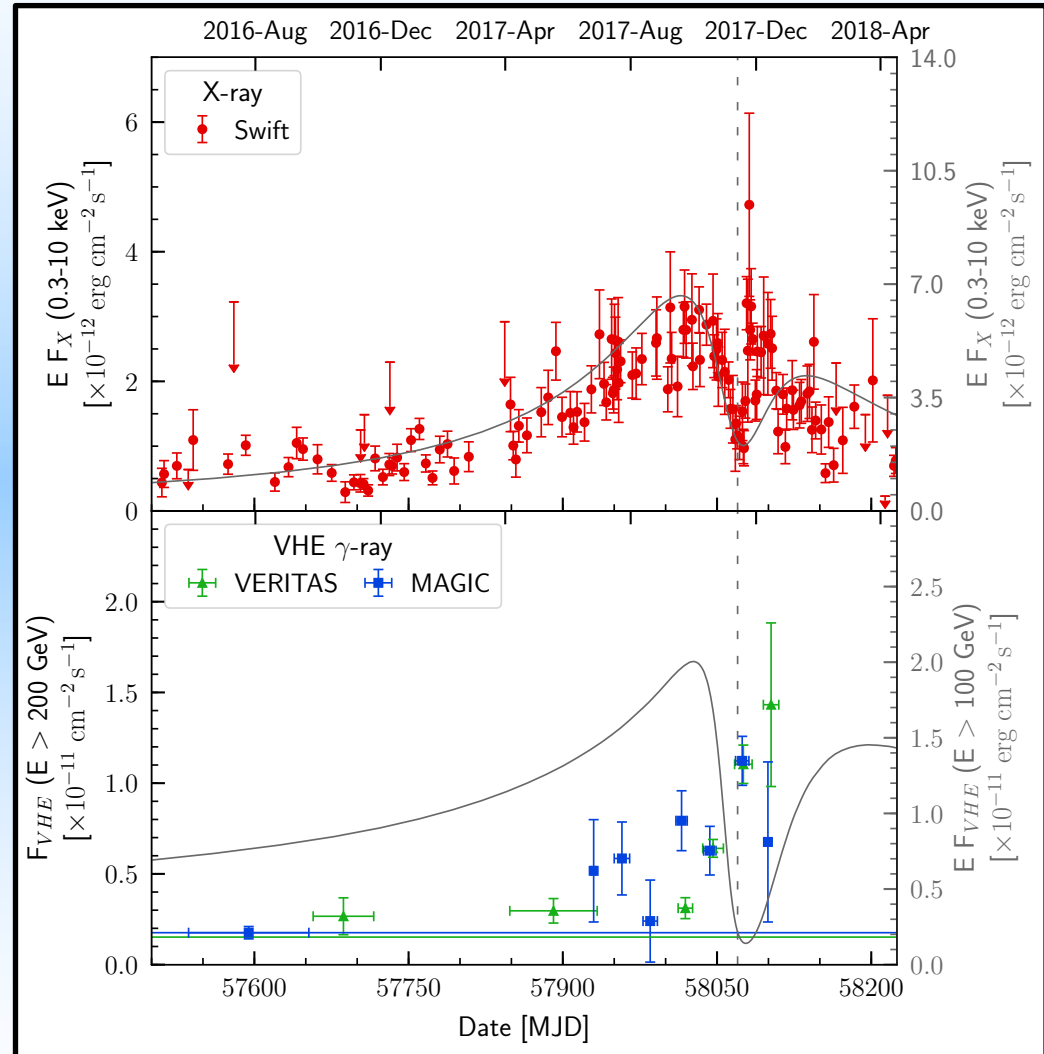 2016-Aug 2016-Dec 2017-Apr 2017-Aug 2017-Dec 2018-Apr
X-ray
Swift
E F_X (0.3-10 keV)
[×10⁻¹² erg cm⁻² s⁻¹]
0
2
4
6
E F_X (0.3-10 keV)
[×10⁻¹² erg cm⁻² s⁻¹]
14.0
10.5
7.0
3.5
0.0
VHE γ-ray
VERITAS MAGIC
F_VHE (E > 200 GeV)
[×10⁻¹¹ cm⁻² s⁻¹]
2.0
1.5
1.0
0.5
0.0
E F_VHE (E > 100 GeV)
[×10⁻¹¹ erg cm⁻² s⁻¹]
2.5
2.0
1.5
1.0
0.5
0.0
57600 57750 57900 58050 58200
Date [MJD]